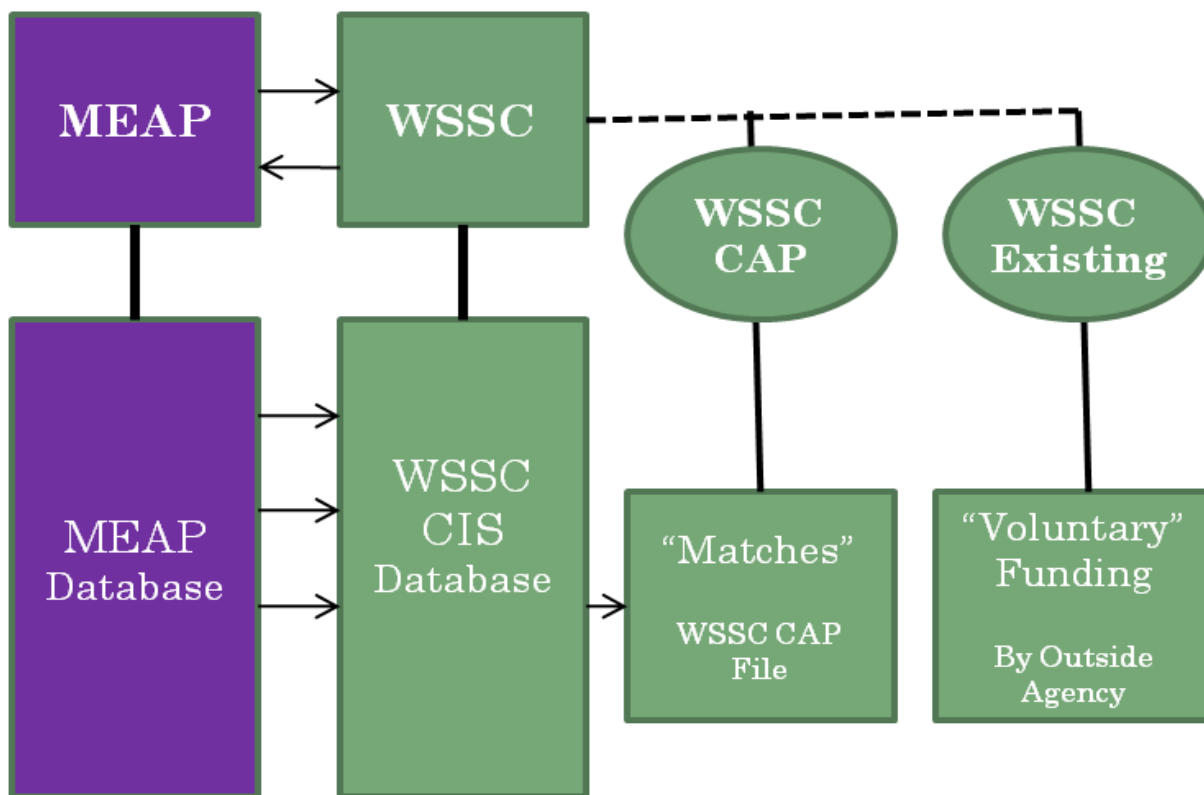 MEAP
WSSC
WSSC
CAP
WSSC
Existing
MEAP
Database
WSSC
CIS
Database
“Matches”
WSSC CAP
File
“Voluntary”
Funding
By Outside
Agency